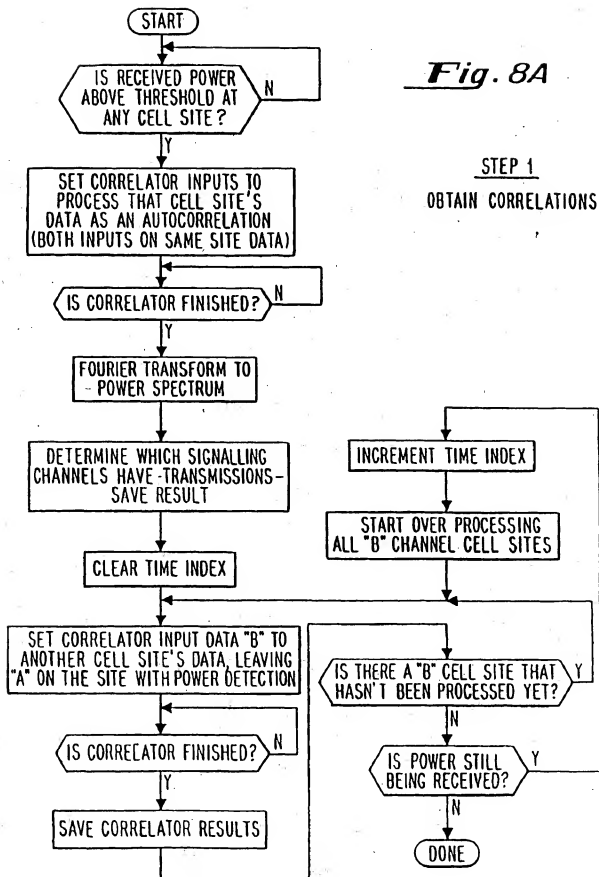 START
IS RECEIVED POWER
ABOVE THRESHOLD AT
ANY CELL SITE?
N
Y
Fig. 8A
STEP 1
OBTAIN CORRELATIONS
SET CORRELATOR INPUTS TO
PROCESS THAT CELL SITE'S
DATA AS AN AUTOCORRELATION
(BOTH INPUTS ON SAME SITE DATA)
IS CORRELATOR FINISHED?
N
Y
FOURIER TRANSFORM TO
POWER SPECTRUM
DETERMINE WHICH SIGNALLING
CHANNELS HAVE -TRANSMISSIONS-
SAVE RESULT
CLEAR TIME INDEX
SET CORRELATOR INPUT DATA "B" TO
ANOTHER CELL SITE'S DATA, LEAVING
"A" ON THE SITE WITH POWER DETECTION
IS CORRELATOR FINISHED?
N
Y
SAVE CORRELATOR RESULTS
INCREMENT TIME INDEX
START OVER PROCESSING
ALL "B" CHANNEL CELL SITES
IS THERE A "B" CELL SITE THAT
HASN'T BEEN PROCESSED YET?
Y
N
IS POWER STILL
BEING RECEIVED?
Y
N
DONE